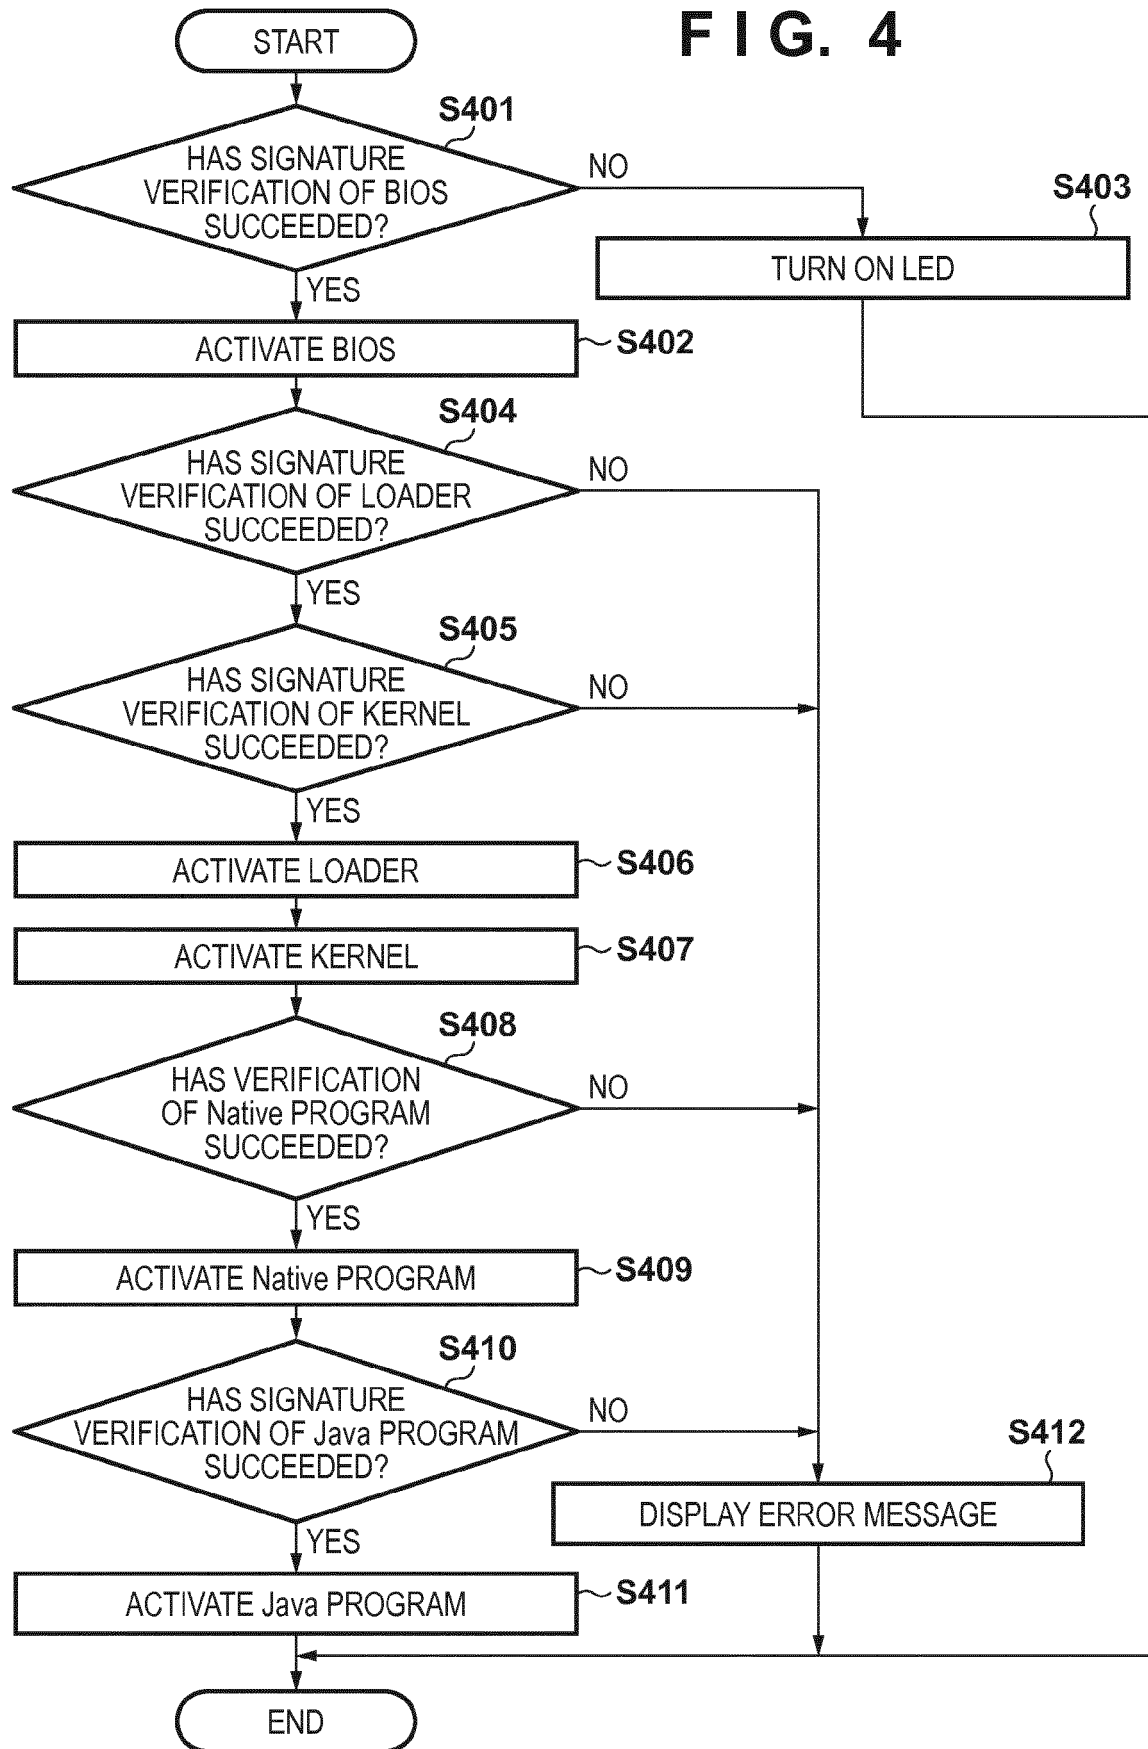 FIG. 4
START
S401
HAS SIGNATURE
VERIFICATION OF BIOS
SUCCEEDED?
NO
YES
S403
TURN ON LED
ACTIVATE BIOS
S402
S404
HAS SIGNATURE
VERIFICATION OF LOADER
SUCCEEDED?
NO
YES
S405
HAS SIGNATURE
VERIFICATION OF KERNEL
SUCCEEDED?
NO
YES
ACTIVATE LOADER
S406
ACTIVATE KERNEL
S407
S408
HAS VERIFICATION
OF Native PROGRAM
SUCCEEDED?
NO
YES
ACTIVATE Native PROGRAM
S409
S410
HAS SIGNATURE
VERIFICATION OF Java PROGRAM
SUCCEEDED?
NO
YES
S412
DISPLAY ERROR MESSAGE
ACTIVATE Java PROGRAM
S411
END